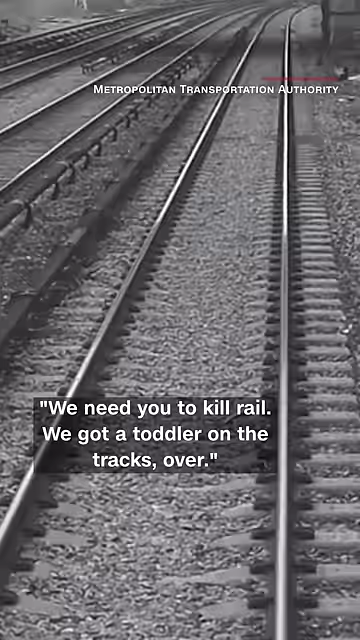 METROPOLITAN TRANSPORTATION AUTHORITY
"We need you to kill rail.
We got a toddler on the
tracks, over."